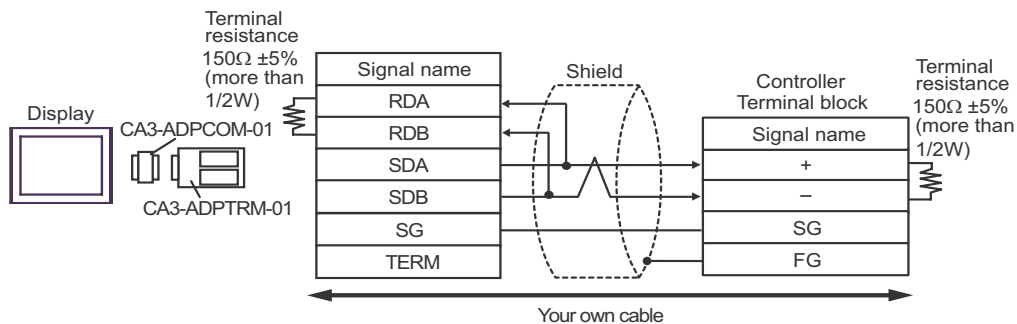 Terminal
resistance
150Ω ±5%
(more than
1/2W)
Display
CA3-ADPCOM-01
CA3-ADPTRM-01
Signal name
RDA
RDB
SDA
SDB
SG
TERM
Shield
Controller
Terminal block
Signal name
+
–
SG
FG
Terminal
resistance
150Ω ±5%
(more than
1/2W)
Your own cable